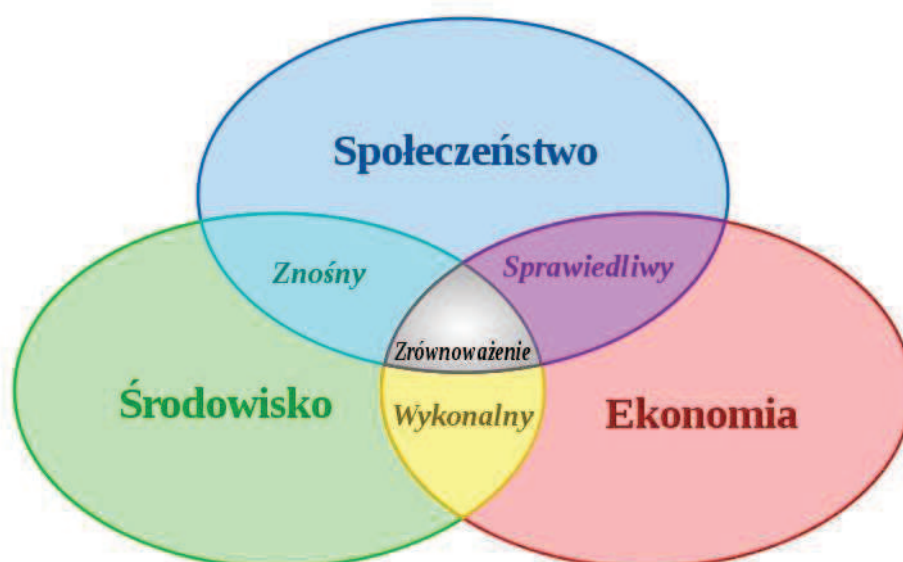 Społeczeństwo
Znośny
Sprawiedliwy
Zrównoważenie
Środowisko
Wykonalny
Ekonomia